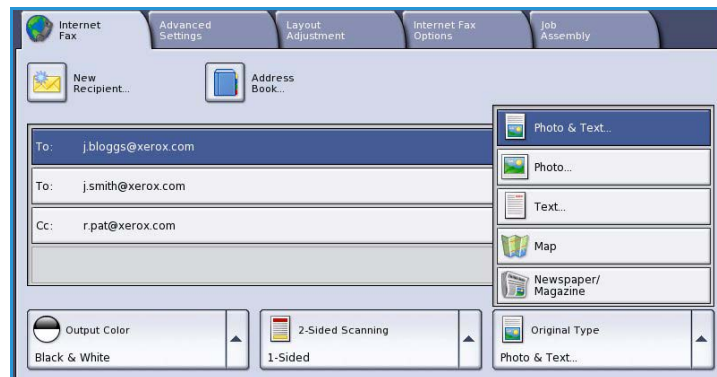 Internet
Fax
Advanced
Settings
Layout
Adjustment
Internet Fax
Options
Job
Assembly
New
Recipient...
Address
Book...
To: j.bloggs@xerox.com
To: j.smith@xerox.com
Cc: r.pat@xerox.com
Photo & Text...
Photo...
Text...
Map
Newspaper/
Magazine
Output Color
Black & White
2-Sided Scanning
1-Sided
Original Type
Photo & Text...